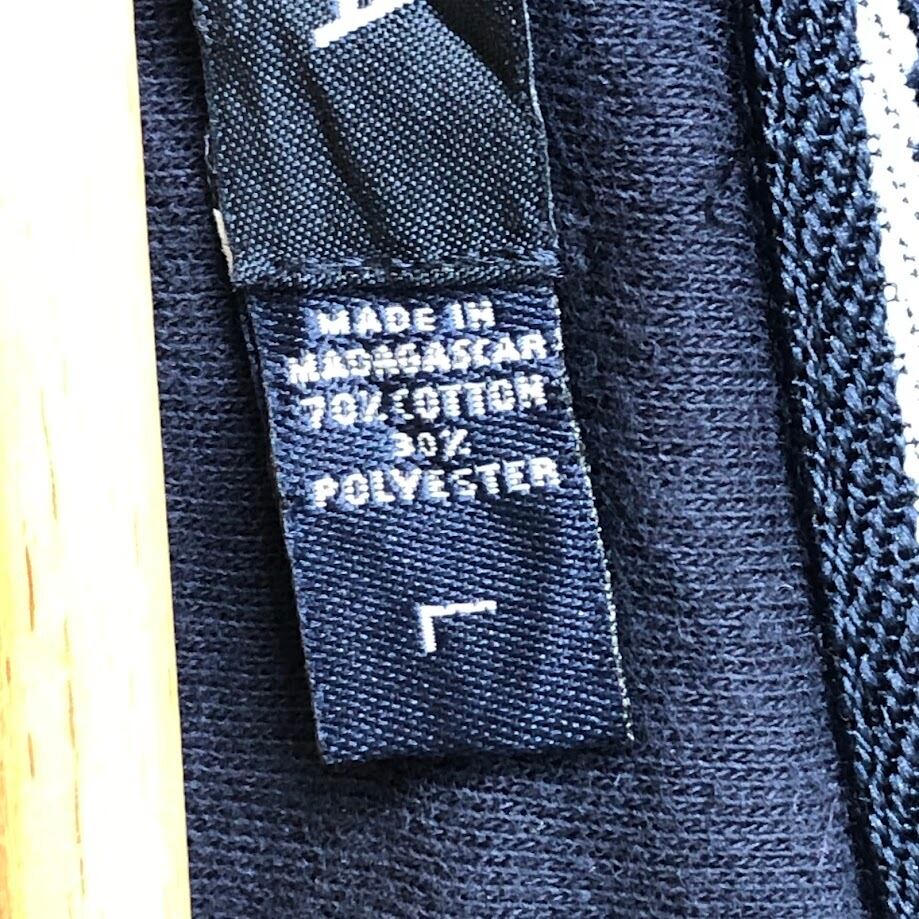 MADE IN
MADAGASCAR
70% COTTON
30%
POLYESTER
L